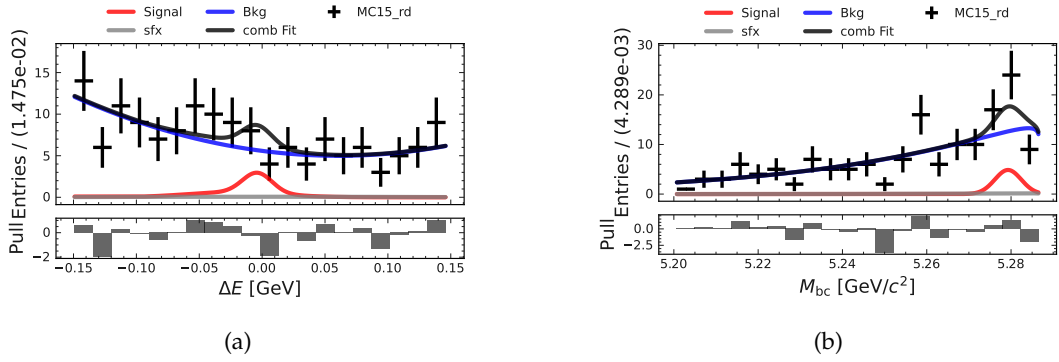 Signal Bkg MC15_rd
sfx comb Fit
Entries / (1.475e-02)
15
10
5
0
Pull
0
−2
−0.15 −0.10 −0.05 0.00 0.05 0.10 0.15
ΔE [GeV]
(a)
Signal Bkg MC15_rd
sfx comb Fit
Entries / (4.289e-03)
30
20
10
0
Pull
0.0
−2.5
5.20 5.22 5.24 5.26 5.28
M_bc [GeV/c²]
(b)